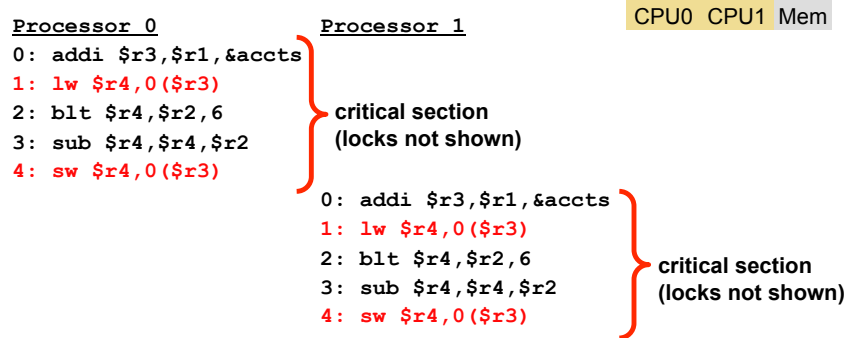 CPU0 CPU1 Mem
Processor 0 Processor 1
0: addi $r3,$r1,&accts
1: lw $r4,0($r3)
2: blt $r4,$r2,6
3: sub $r4,$r4,$r2
4: sw $r4,0($r3)
critical section
(locks not shown)
0: addi $r3,$r1,&accts
1: lw $r4,0($r3)
2: blt $r4,$r2,6
3: sub $r4,$r4,$r2
4: sw $r4,0($r3)
critical section
(locks not shown)